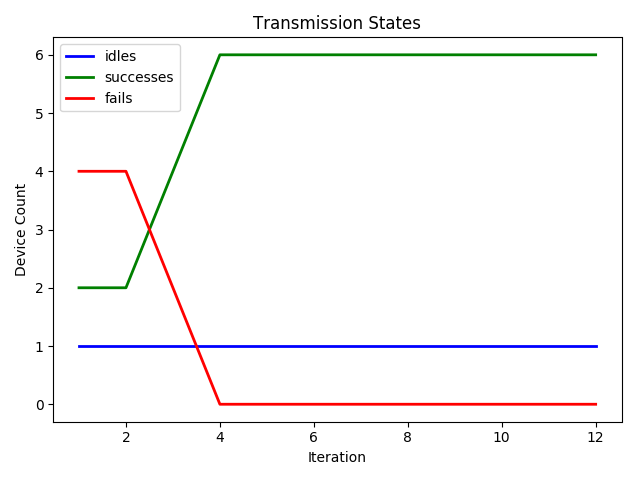 Transmission States
idles
successes
fails
Device Count
6
5
4
3
2
1
0
2 4 6 8 10 12
Iteration